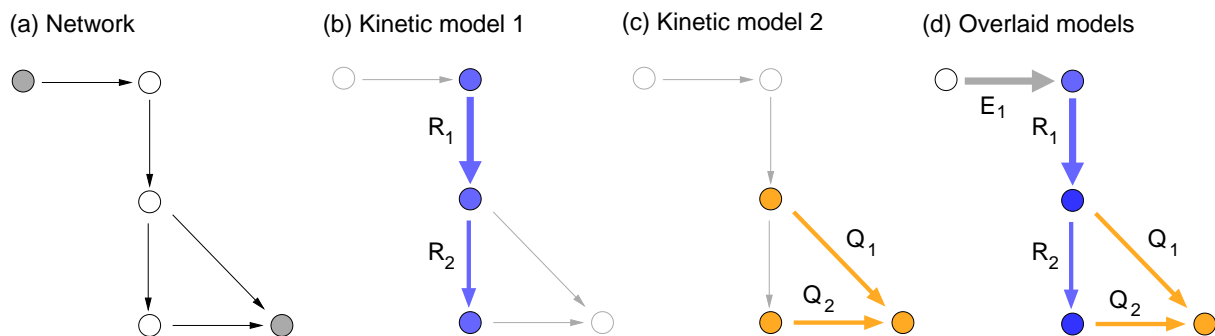 (a) Network
(b) Kinetic model 1
(c) Kinetic model 2
(d) Overlaid models
R₁
R₂
Q₁
Q₂
E₁
R₁
R₂
Q₁
Q₂